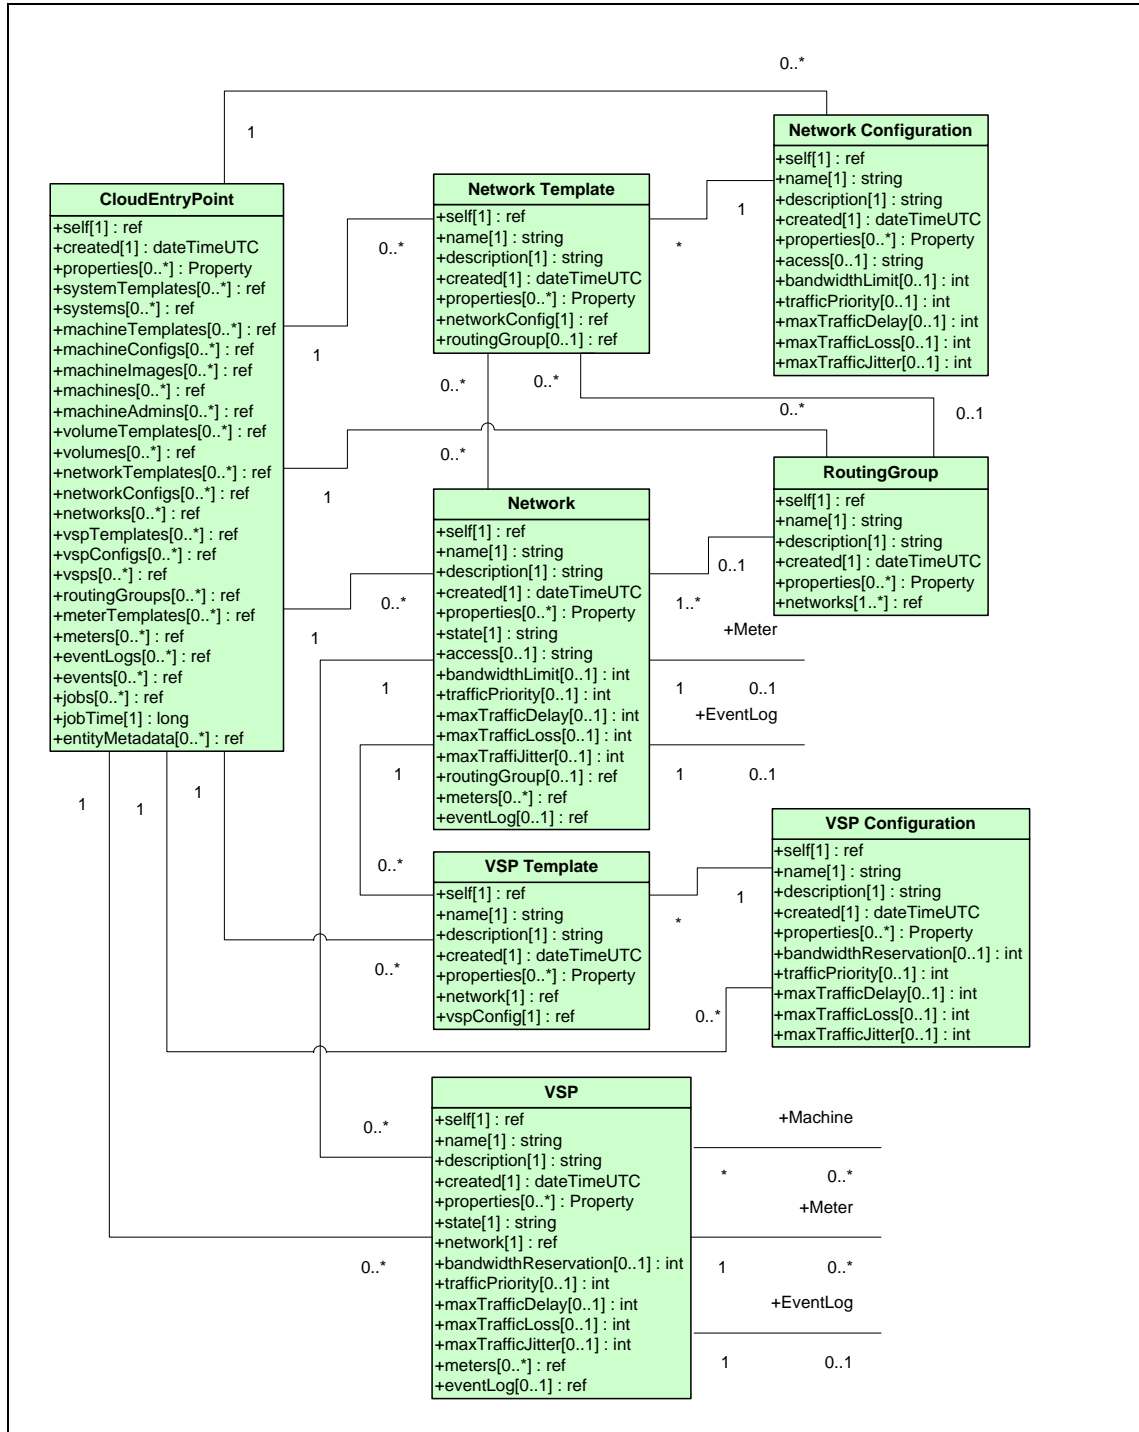 0..*
1
Network Configuration
+self[1] : ref
+name[1] : string
+description[1] : string
+created[1] : dateTimeUTC
+properties[0..*] : Property
+acess[0..1] : string
+bandwidthLimit[0..1] : int
+trafficPriority[0..1] : int
+maxTrafficDelay[0..1] : int
+maxTrafficLoss[0..1] : int
+maxTrafficJitter[0..1] : int
CloudEntryPoint
+self[1] : ref
+created[1] : dateTimeUTC
+properties[0..*] : Property
+systemTemplates[0..*] : ref
+systems[0..*] : ref
+machineTemplates[0..*] : ref
+machineConfigs[0..*] : ref
+machineImages[0..*] : ref
+machines[0..*] : ref
+machineAdmins[0..*] : ref
+volumeTemplates[0..*] : ref
+volumes[0..*] : ref
+networkTemplates[0..*] : ref
+networkConfigs[0..*] : ref
+networks[0..*] : ref
+vspTemplates[0..*] : ref
+vspConfigs[0..*] : ref
+vsps[0..*] : ref
+routingGroups[0..*] : ref
+meterTemplates[0..*] : ref
+meters[0..*] : ref
+eventLogs[0..*] : ref
+events[0..*] : ref
+jobs[0..*] : ref
+jobTime[1] : long
+entityMetadata[0..*] : ref
Network Template
+self[1] : ref
+name[1] : string
+description[1] : string
+created[1] : dateTimeUTC
+properties[0..*] : Property
+networkConfig[1] : ref
+routingGroup[0..1] : ref
0..*
1
1
*
0..*
0..*
0..*
0..1
0..*
1
RoutingGroup
+self[1] : ref
+name[1] : string
+description[1] : string
+created[1] : dateTimeUTC
+properties[0..*] : Property
+networks[1..*] : ref
Network
+self[1] : ref
+name[1] : string
+description[1] : string
+created[1] : dateTimeUTC
+properties[0..*] : Property
+state[1] : string
+access[0..1] : string
+bandwidthLimit[0..1] : int
+trafficPriority[0..1] : int
+maxTrafficDelay[0..1] : int
+maxTrafficLoss[0..1] : int
+maxTraffiJitter[0..1] : int
+routingGroup[0..1] : ref
+meters[0..*] : ref
+eventLog[0..1] : ref
0..1
1..*
0..*
1
+Meter
1
1
0..1
+EventLog
1
1
0..1
1
1
1
VSP Configuration
+self[1] : ref
+name[1] : string
+description[1] : string
+created[1] : dateTimeUTC
+properties[0..*] : Property
+bandwidthReservation[0..1] : int
+trafficPriority[0..1] : int
+maxTrafficDelay[0..1] : int
+maxTrafficLoss[0..1] : int
+maxTrafficJitter[0..1] : int
VSP Template
+self[1] : ref
+name[1] : string
+description[1] : string
+created[1] : dateTimeUTC
+properties[0..*] : Property
+network[1] : ref
+vspConfig[1] : ref
0..*
1
*
0..*
0..*
VSP
+self[1] : ref
+name[1] : string
+description[1] : string
+created[1] : dateTimeUTC
+properties[0..*] : Property
+state[1] : string
+network[1] : ref
+bandwidthReservation[0..1] : int
+trafficPriority[0..1] : int
+maxTrafficDelay[0..1] : int
+maxTrafficLoss[0..1] : int
+maxTrafficJitter[0..1] : int
+meters[0..*] : ref
+eventLog[0..1] : ref
0..*
0..*
+Machine
*
0..*
+Meter
1
0..*
+EventLog
1
0..1